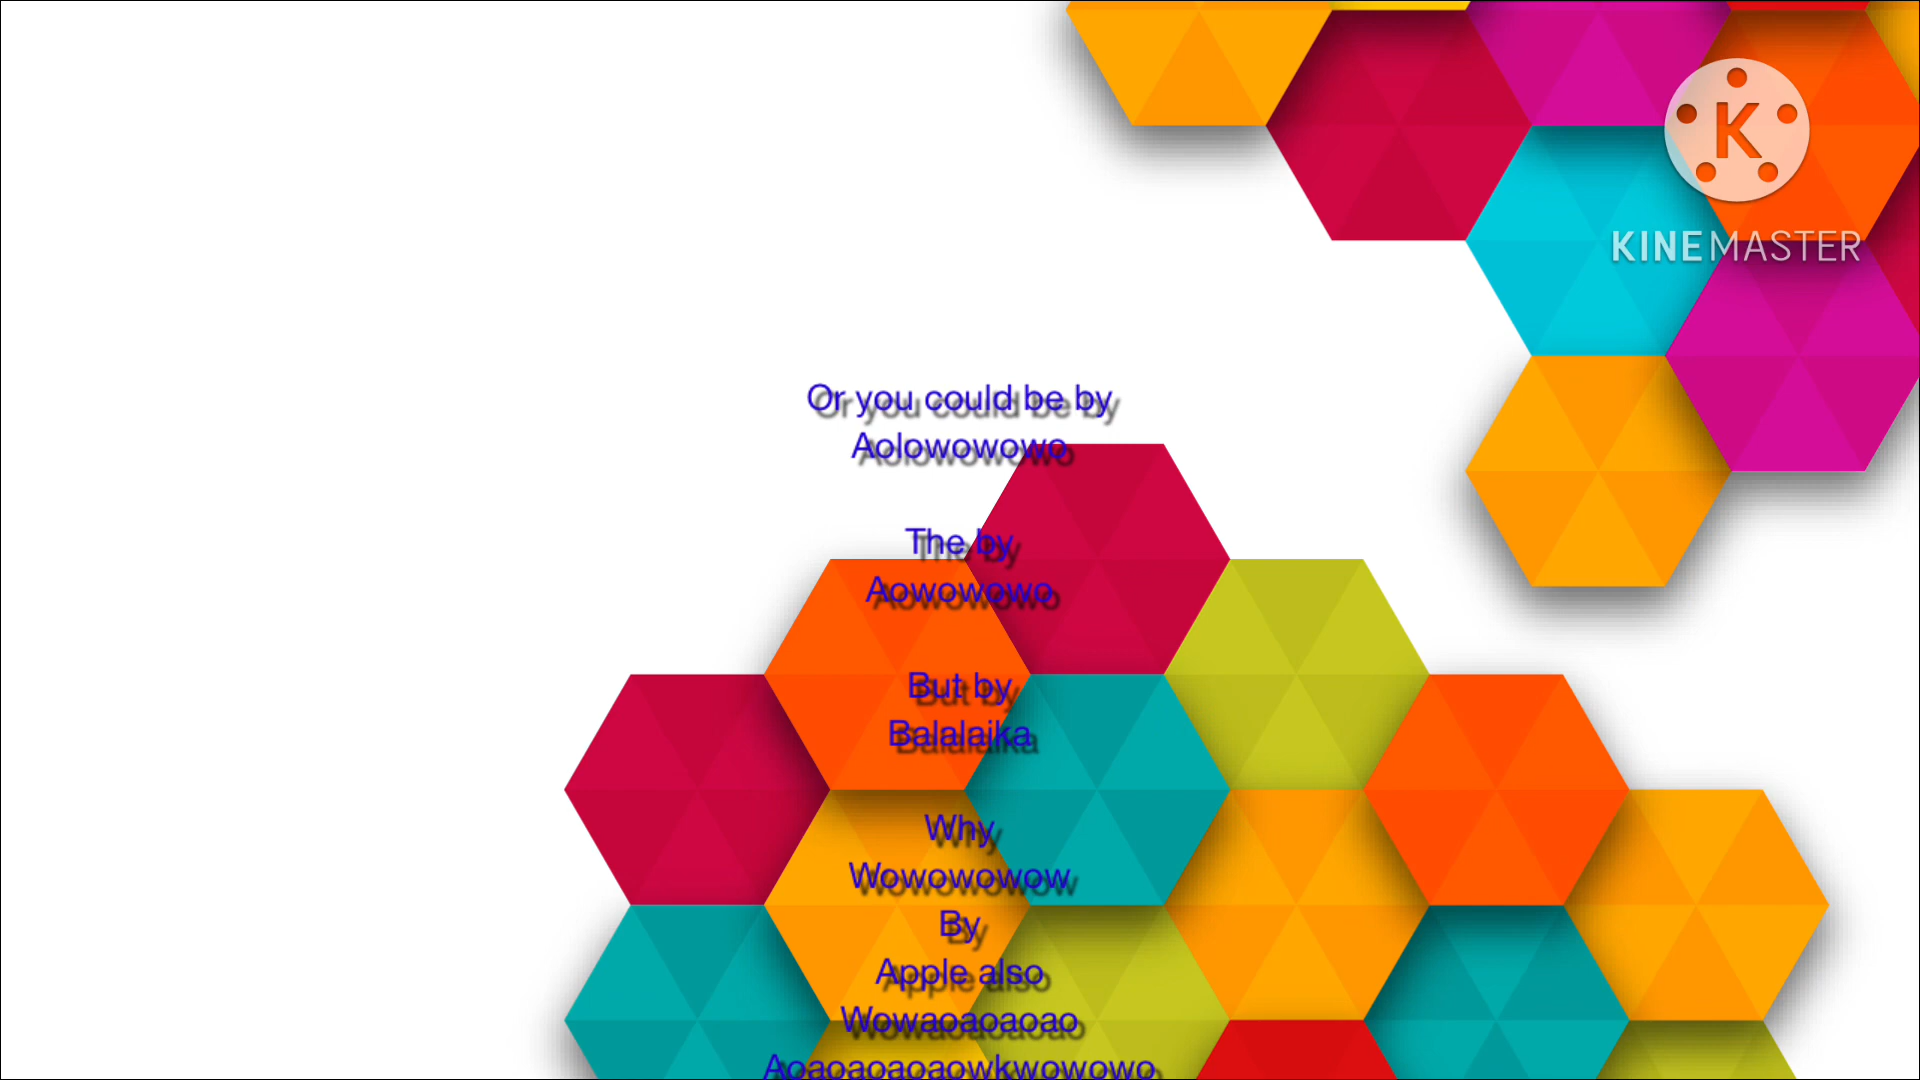 K
KINEMASTER
Or you could be by
Aolowowowo
The by
Aowowowo
But by
Balalaika
Why
Wowowowow
By
Apple also
Wowaoaoaoao
Aoaoaoaoaowkwowowo